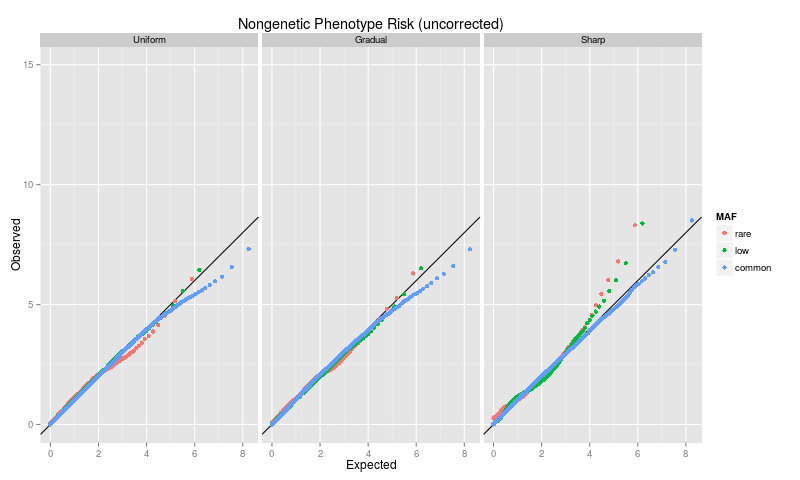 Nongenetic Phenotype Risk (uncorrected)
Uniform Gradual Sharp
15
10
5
0
Observed
0 2 4 6 8 0 2 4 6 8 0 2 4 6 8
Expected
MAF
rare
low
common